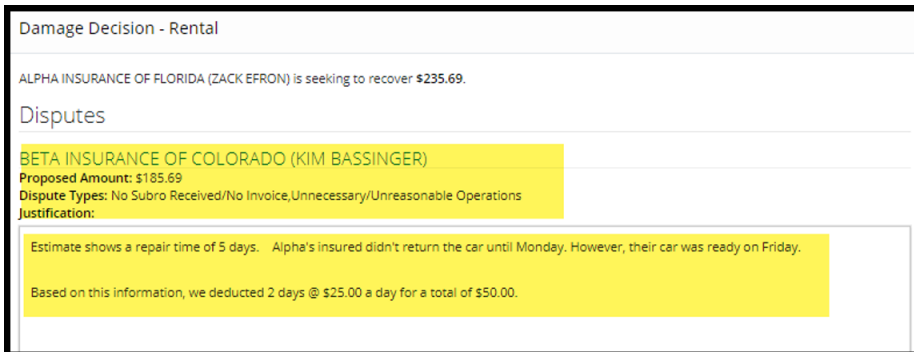 Damage Decision - Rental
ALPHA INSURANCE OF FLORIDA (ZACK EFRON) is seeking to recover $235.69.
Disputes
BETA INSURANCE OF COLORADO (KIM BASSINGER)
Proposed Amount: $185.69
Dispute Types: No Subro Received/No Invoice,Unnecessary/Unreasonable Operations
Justification:
Estimate shows a repair time of 5 days. Alpha's insured didn't return the car until Monday. However, their car was ready on Friday.
Based on this information, we deducted 2 days @ $25.00 a day for a total of $50.00.